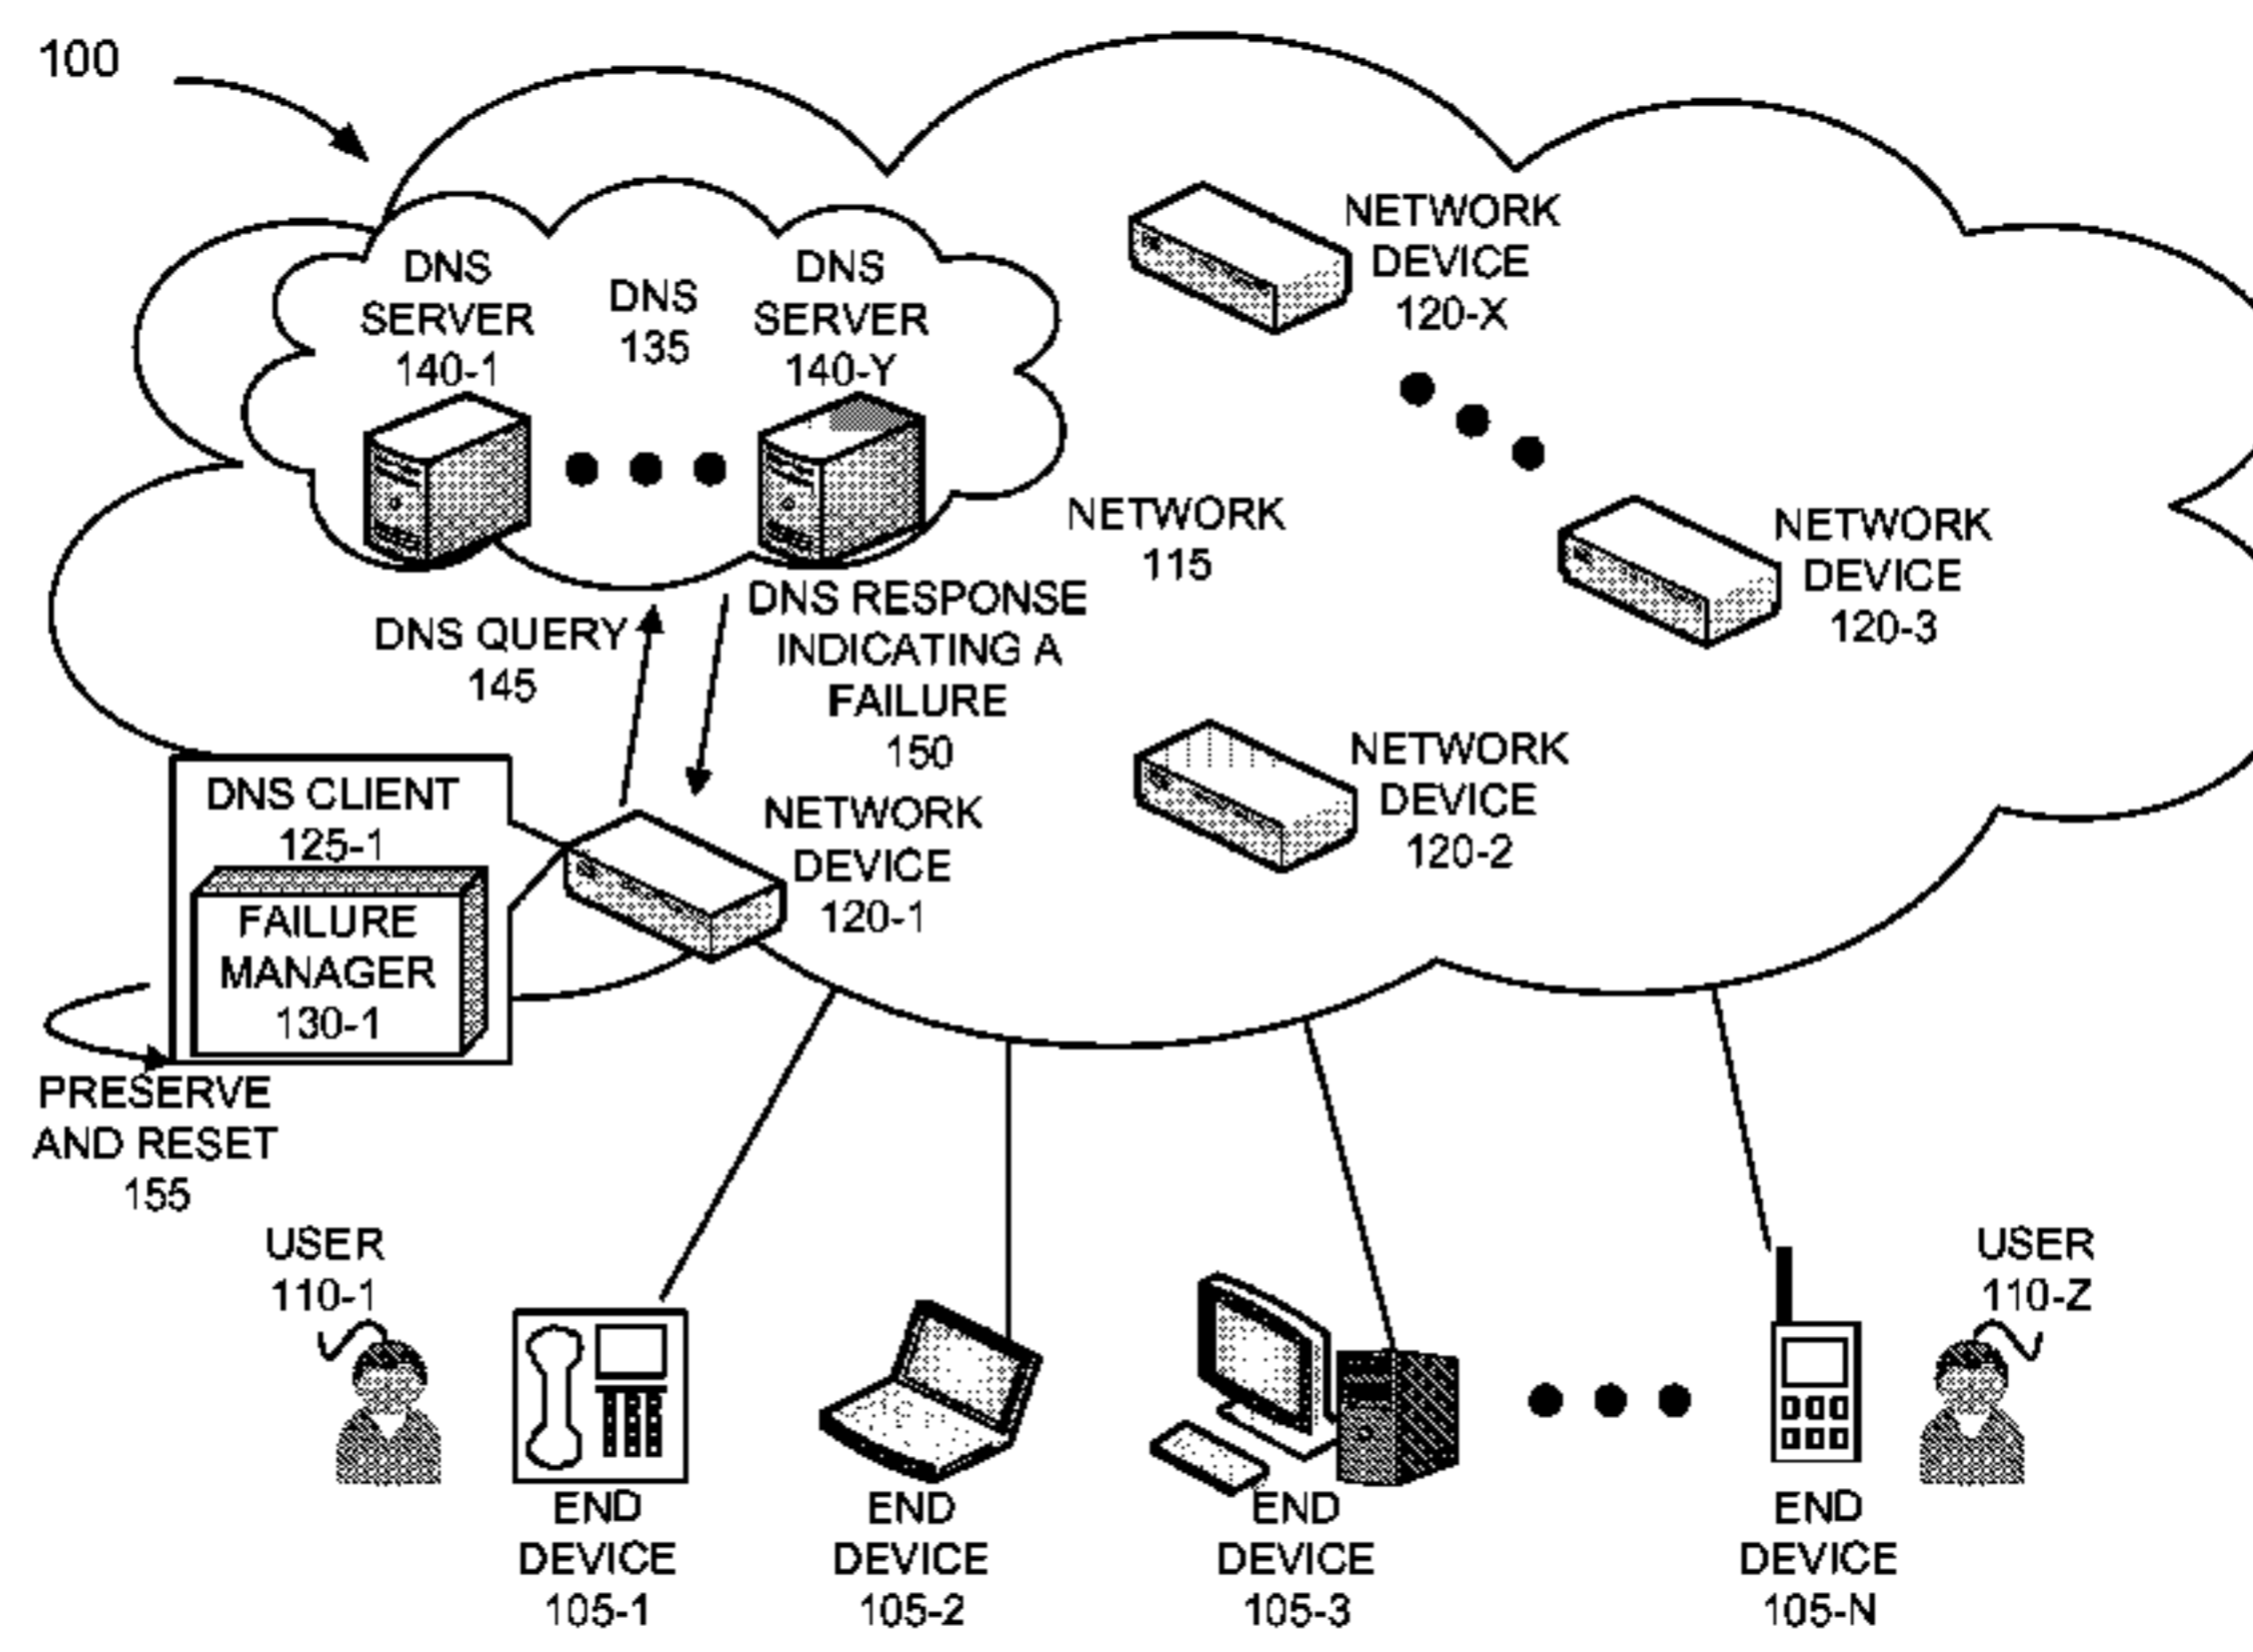 100
DNS
SERVER
140-1
DNS
135
DNS
SERVER
140-Y
NETWORK
DEVICE
120-X
NETWORK
115
NETWORK
DEVICE
120-3
DNS QUERY
145
DNS RESPONSE
INDICATING A
FAILURE
150
NETWORK
DEVICE
120-2
DNS CLIENT
125-1
FAILURE
MANAGER
130-1
NETWORK
DEVICE
120-1
PRESERVE
AND RESET
155
USER
110-1
USER
110-Z
END
DEVICE
105-1
END
DEVICE
105-2
END
DEVICE
105-3
END
DEVICE
105-N